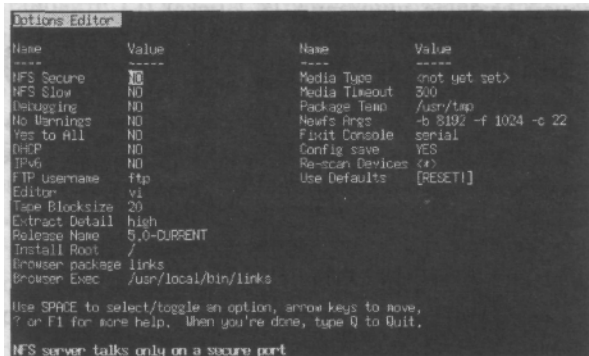 Options Editor
Name Value Name Value
---- ----- ---- -----
NFS Secure NO Media Type <not yet set>
NFS Slow NO Media Timeout 300
Debugging NO Package Temp /usr/tmp
No Warnings NO Newfs Args -b 8192 -f 1024 -c 22
Yes to All NO Fixit Console serial
DHCP NO Config save YES
IPv6 NO Re-scan Devices <*>
FTP username ftp Use Defaults [RESET!]
Editor vi
Tape Blocksize 20
Extract Detail high
Release Name 5.0-CURRENT
Install Root /
Browser package links
Browser Exec /usr/local/bin/links
Use SPACE to select/toggle an option, arrow keys to move,
? or F1 for more help. When you're done, type Q to Quit.
NFS server talks only on a secure port